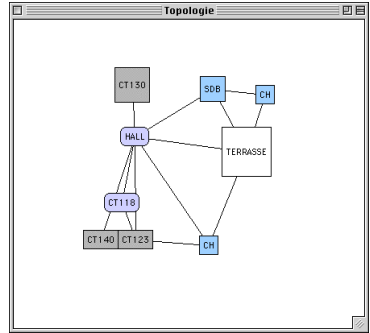 Topologie
CT130
SDB
CH
HALL
TERRASSE
CT118
CT140
CT123
CH